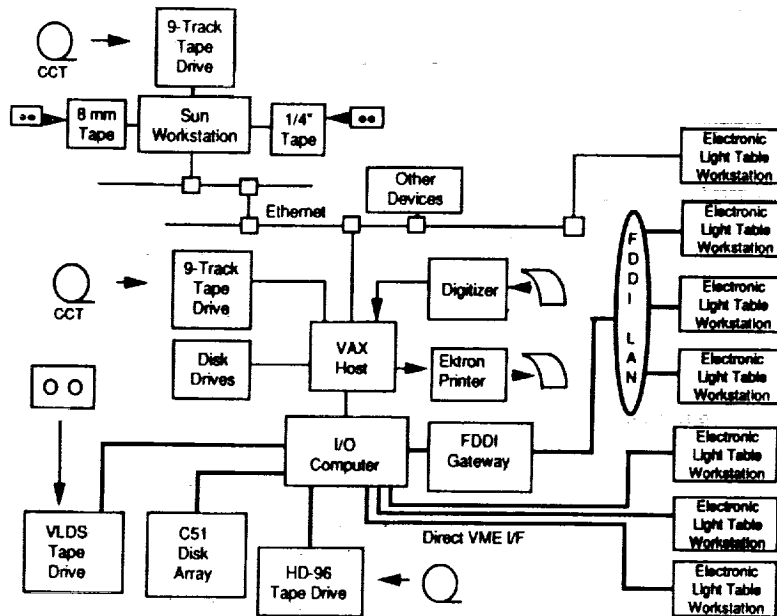 9-Track
Tape
Drive
CCT
8 mm
Tape
Sun
Workstation
1/4"
Tape
Electronic
Light Table
Workstation
Other
Devices
Ethernet
Electronic
Light Table
Workstation
FDDI LAN
9-Track
Tape
Drive
CCT
Digitizer
Electronic
Light Table
Workstation
VAX
Host
Disk
Drives
Ektron
Printer
Electronic
Light Table
Workstation
I/O
Computer
FDDI
Gateway
Electronic
Light Table
Workstation
VLDS
Tape
Drive
C51
Disk
Array
Direct VME I/F
Electronic
Light Table
Workstation
HD-96
Tape Drive
Electronic
Light Table
Workstation